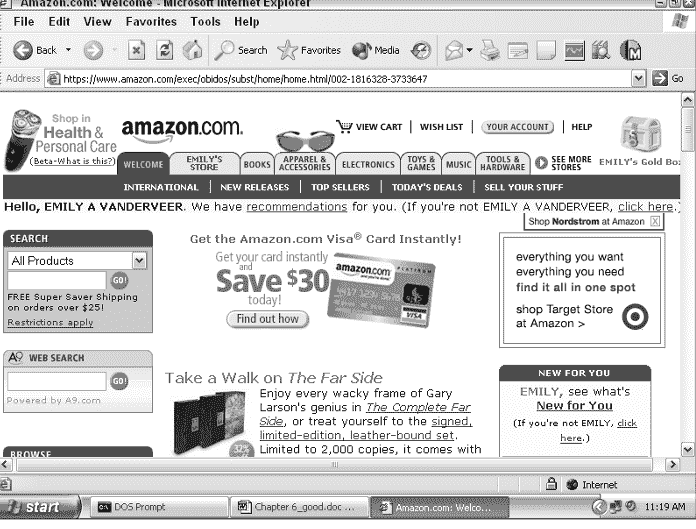 Amazon.com: Welcome - Microsoft Internet Explorer
File Edit View Favorites Tools Help
Back Search Favorites Media
Address https://www.amazon.com/exec/obidos/subst/home/home.html/002-1816328-3733647 Go
Shop in
Health &
Personal Care
(Beta-What is this?)
amazon.com.
VIEW CART WISH LIST YOUR ACCOUNT HELP
WELCOME EMILY'S STORE BOOKS APPAREL & ACCESSORIES ELECTRONICS TOYS & GAMES MUSIC TOOLS & HARDWARE SEE MORE STORES EMILY's Gold Box
INTERNATIONAL NEW RELEASES TOP SELLERS TODAY'S DEALS SELL YOUR STUFF
Hello, EMILY A VANDERVEER. We have recommendations for you. (If you're not EMILY A VANDERVEER, click here.)
Shop Nordstrom at Amazon X
SEARCH
All Products
GO!
FREE Super Saver Shipping
on orders over $25!
Restrictions apply
A9 WEB SEARCH
GO!
Powered by A9.com
BROWSE
Get the Amazon.com Visa® Card Instantly!
Get your card instantly
and
Save $30
today!
Find out how
amazon.com PLATINUM
VISA
Take a Walk on The Far Side
Enjoy every wacky frame of Gary
Larson's genius in The Complete Far
Side, or treat yourself to the signed,
limited-edition, leather-bound set.
Limited to 2,000 copies, it comes with
32%
everything you want
everything you need
find it all in one spot
shop Target Store
at Amazon >
NEW FOR YOU
EMILY, see what's
New for You
(If you're not EMILY, click
here.)
Internet
start DOS Prompt Chapter 6_good.doc ... Amazon.com: Welco... 11:19 AM